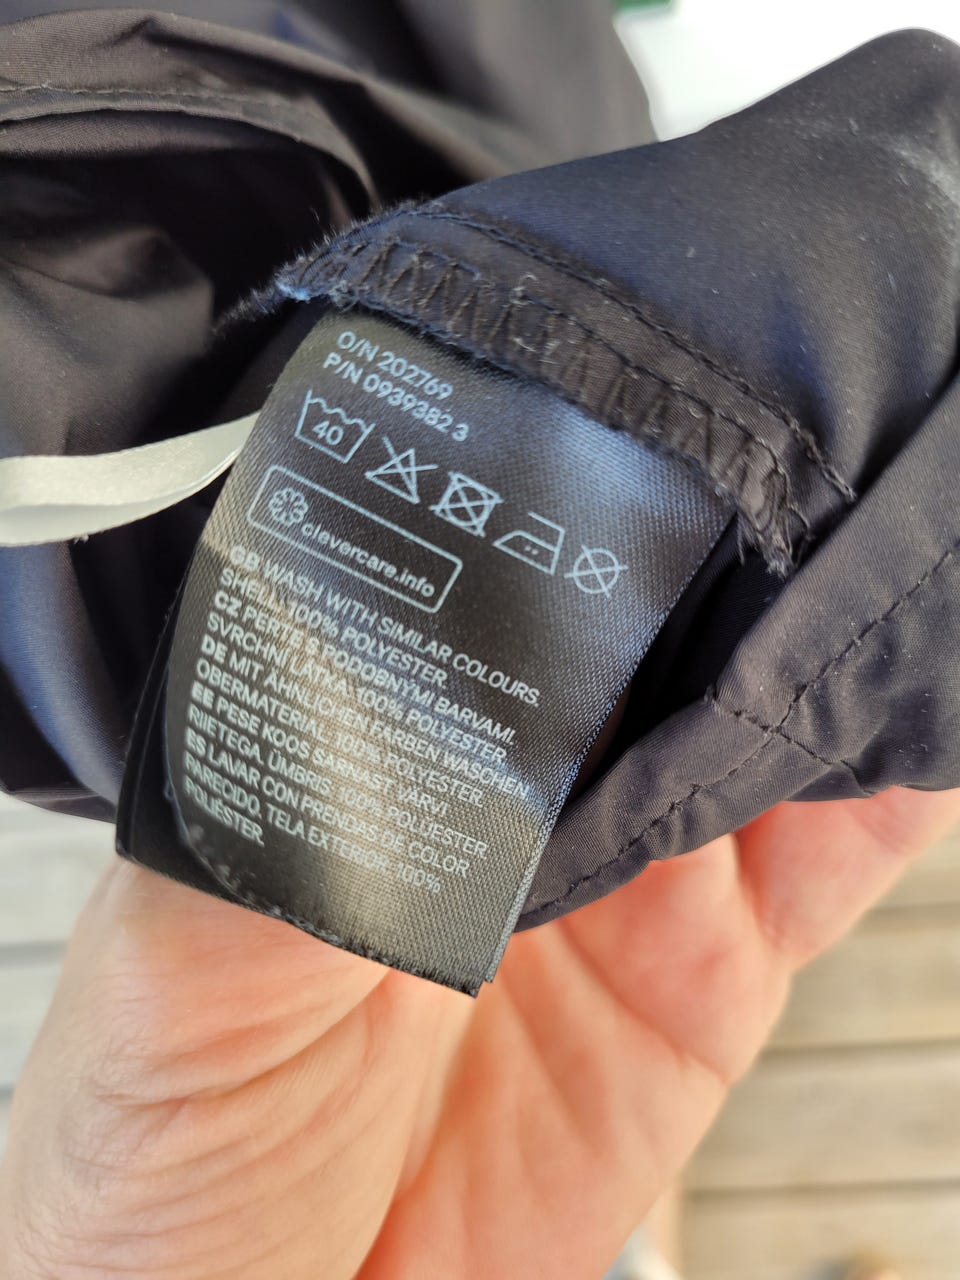 O/N 202769
P/N 0939382 3
40
clevercare.info
GB WASH WITH SIMILAR COLOURS.
SHELL 100% POLYESTER
CZ PERTE S PODOBNÝMI BARVAMI.
SVRCHNÍ LÁTKA 100% POLYESTER
DE MIT ÄHNLICHEN FARBEN WASCHEN.
OBERMATERIAL 100% POLYESTER
EE PESE KOOS SARNAST VÄRVI
RIIETEGA. ÜMBRIS: 100% POLÜESTER
ES LAVAR CON PRENDAS DE COLOR
PARECIDO. TELA EXTERIOR 100%
POLIÉSTER.